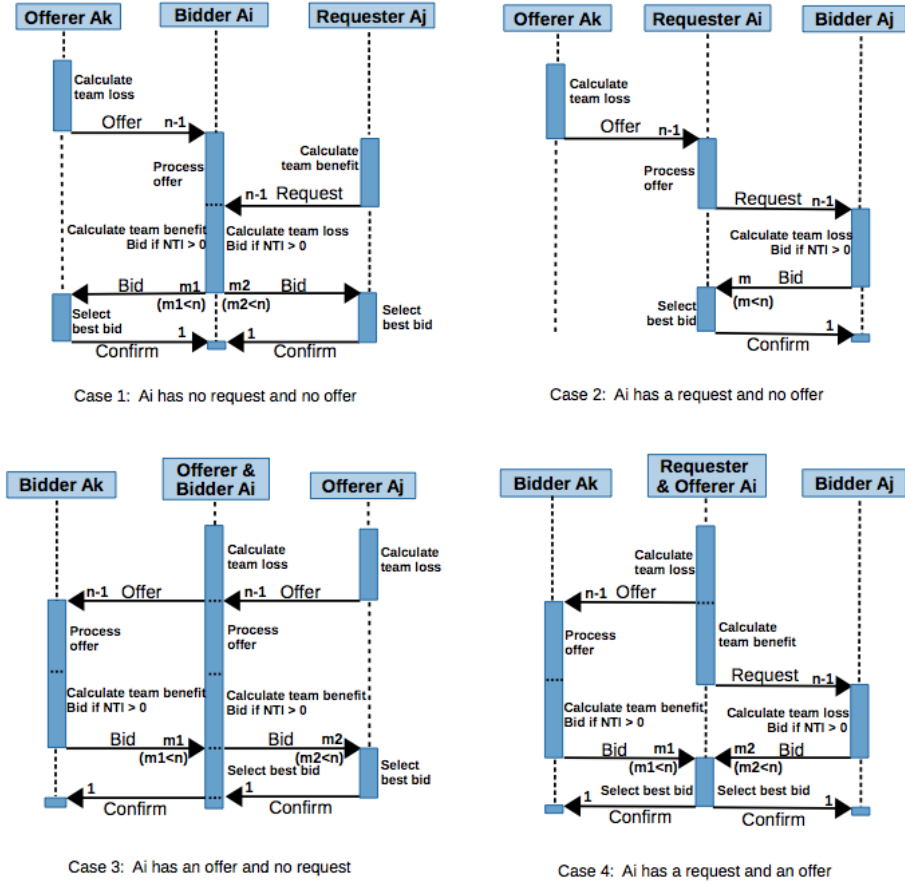 Offerer Ak
Bidder Ai
Requester Aj
Calculate
team loss
Offer
n-1
Calculate
team benefit
Process
offer
n-1
Request
Calculate team benefit
Bid if NTI > 0
Calculate team loss
Bid if NTI > 0
Bid
m1
(m1<n)
m2
(m2<n)
Bid
Select
best bid
Select
best bid
1
Confirm
1
Confirm
Case 1: Ai has no request and no offer
Offerer Ak
Requester Ai
Bidder Aj
Calculate
team loss
Offer
n-1
Process
offer
Request
n-1
Calculate team loss
Bid if NTI > 0
m
Bid
(m<n)
Select
best bid
1
Confirm
Case 2: Ai has a request and no offer
Bidder Ak
Offerer &
Bidder Ai
Offerer Aj
Calculate
team loss
Calculate
team loss
n-1
Offer
n-1
Offer
Process
offer
Process
offer
Calculate team benefit
Bid if NTI > 0
Calculate team benefit
Bid if NTI > 0
Bid
m1
(m1<n)
Bid
m2
(m2<n)
Select best bid
Select
best bid
1
Confirm
1
Confirm
Case 3: Ai has an offer and no request
Bidder Ak
Requester
& Offerer Ai
Bidder Aj
Calculate
team loss
n-1
Offer
Process
offer
Calculate
team benefit
Request
n-1
Calculate team benefit
Bid if NTI > 0
Calculate team loss
Bid if NTI > 0
Bid
m1
(m1<n)
m2
(m2<n)
Bid
Select best bid
Select best bid
1
Confirm
1
Confirm
Case 4: Ai has a request and an offer